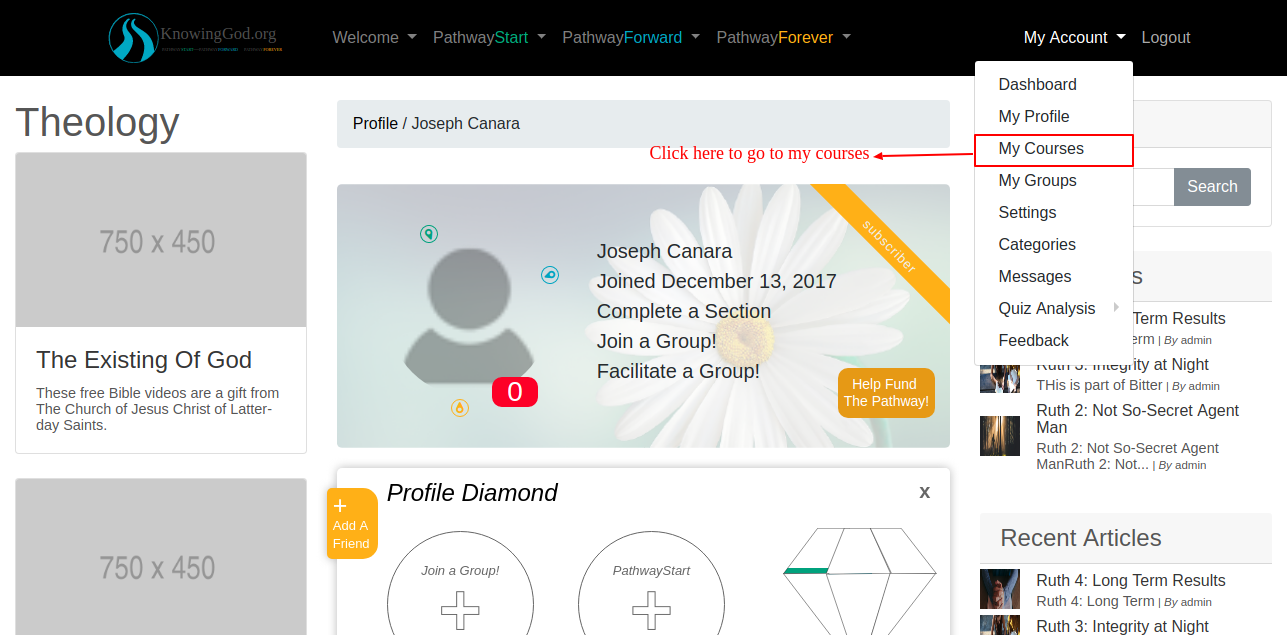 KnowingGod.org
Welcome
PathwayStart
PathwayForward
PathwayForever
My Account
Logout
Dashboard
My Profile
My Courses
My Groups
Settings
Categories
Messages
Quiz Analysis
Feedback
Click here to go to my courses
Theology
750 x 450
The Existing Of God
These free Bible videos are a gift from
The Church of Jesus Christ of Latter-
day Saints.
750 x 450
Profile / Joseph Canara
subscriber
Joseph Canara
Joined December 13, 2017
Complete a Section
Join a Group!
Facilitate a Group!
0
Help Fund
The Pathway!
+
Add A
Friend
Profile Diamond
x
Join a Group!
PathwayStart
Search
s
Term Results
erm | By admin
Ruth 3: Integrity at Night
THis is part of Bitter | By admin
Ruth 2: Not So-Secret Agent
Man
Ruth 2: Not So-Secret Agent
ManRuth 2: Not... | By admin
Recent Articles
Ruth 4: Long Term Results
Ruth 4: Long Term | By admin
Ruth 3: Integrity at Night